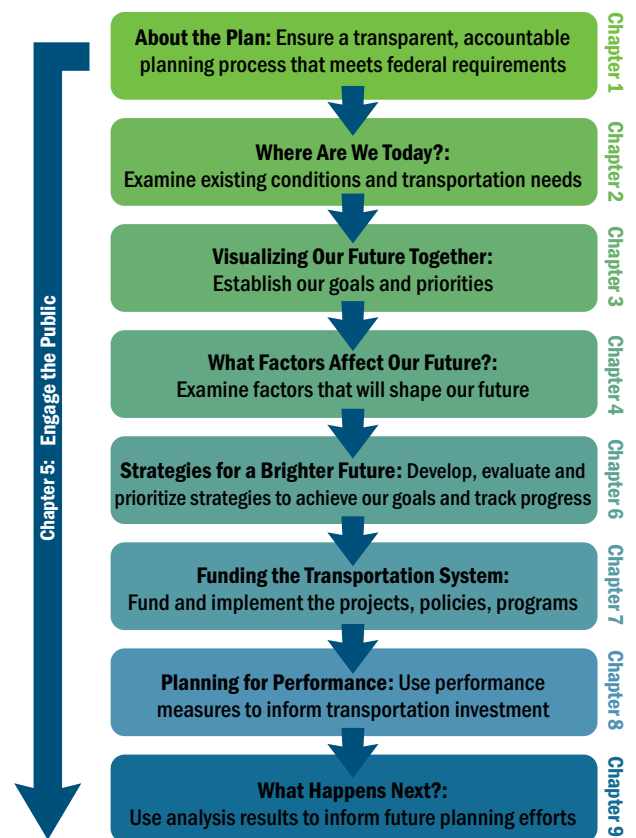 About the Plan: Ensure a transparent, accountable
planning process that meets federal requirements
Chapter 1
Where Are We Today?:
Examine existing conditions and transportation needs
Chapter 2
Visualizing Our Future Together:
Establish our goals and priorities
Chapter 3
What Factors Affect Our Future?:
Examine factors that will shape our future
Chapter 4
Chapter 5: Engage the Public
Strategies for a Brighter Future: Develop, evaluate and
prioritize strategies to achieve our goals and track progress
Chapter 6
Funding the Transportation System:
Fund and implement the projects, policies, programs
Chapter 7
Planning for Performance: Use performance
measures to inform transportation investment
Chapter 8
What Happens Next?:
Use analysis results to inform future planning efforts
Chapter 9